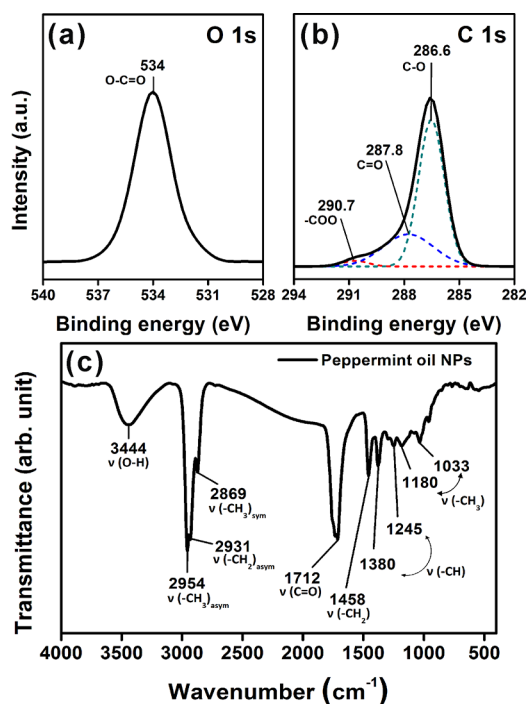 (a)
O 1s
534
O-C=O
Intensity (a.u.)
540 537 534 531 528
Binding energy (eV)
(b)
C 1s
286.6
C-O
287.8
C=O
290.7
-COO
294 291 288 285 282
Binding energy (eV)
(c)
Peppermint oil NPs
Transmittance (arb. unit)
3444
ν (O-H)
2869
ν (-CH₃)sym
2931
ν (-CH₂)asym
2954
ν (-CH₃)asym
1712
ν (C=O)
1458
ν (-CH₂)
1380
1245
ν (-CH)
1180
1033
ν (-CH₃)
4000 3500 3000 2500 2000 1500 1000 500
Wavenumber (cm⁻¹)